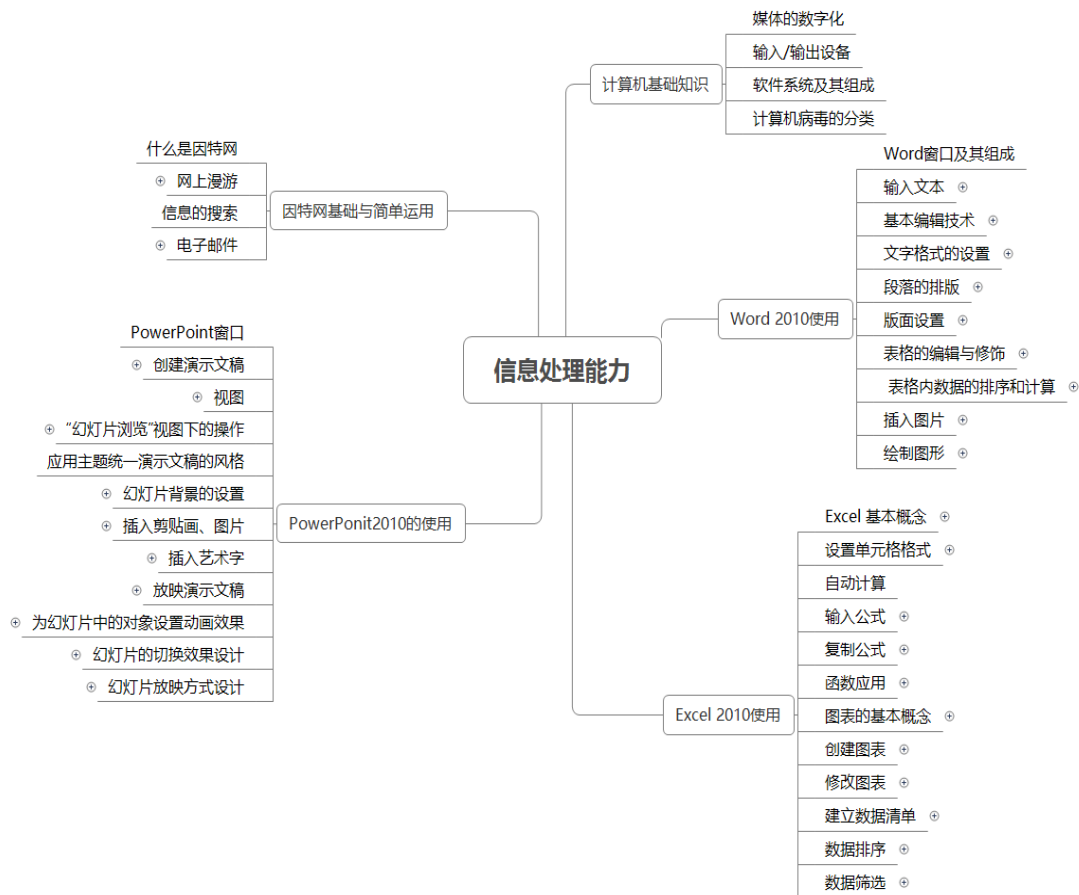 信息处理能力
计算机基础知识
媒体的数字化
输入/输出设备
软件系统及其组成
计算机病毒的分类
Word 2010使用
Word窗口及其组成
输入文本
基本编辑技术
文字格式的设置
段落的排版
版面设置
表格的编辑与修饰
表格内数据的排序和计算
插入图片
绘制图形
Excel 2010使用
Excel 基本概念
设置单元格格式
自动计算
输入公式
复制公式
函数应用
图表的基本概念
创建图表
修改图表
建立数据清单
数据排序
数据筛选
因特网基础与简单运用
什么是因特网
网上漫游
信息的搜索
电子邮件
PowerPonit2010的使用
PowerPoint窗口
创建演示文稿
视图
“幻灯片浏览”视图下的操作
应用主题统一演示文稿的风格
幻灯片背景的设置
插入剪贴画、图片
插入艺术字
放映演示文稿
为幻灯片中的对象设置动画效果
幻灯片的切换效果设计
幻灯片放映方式设计